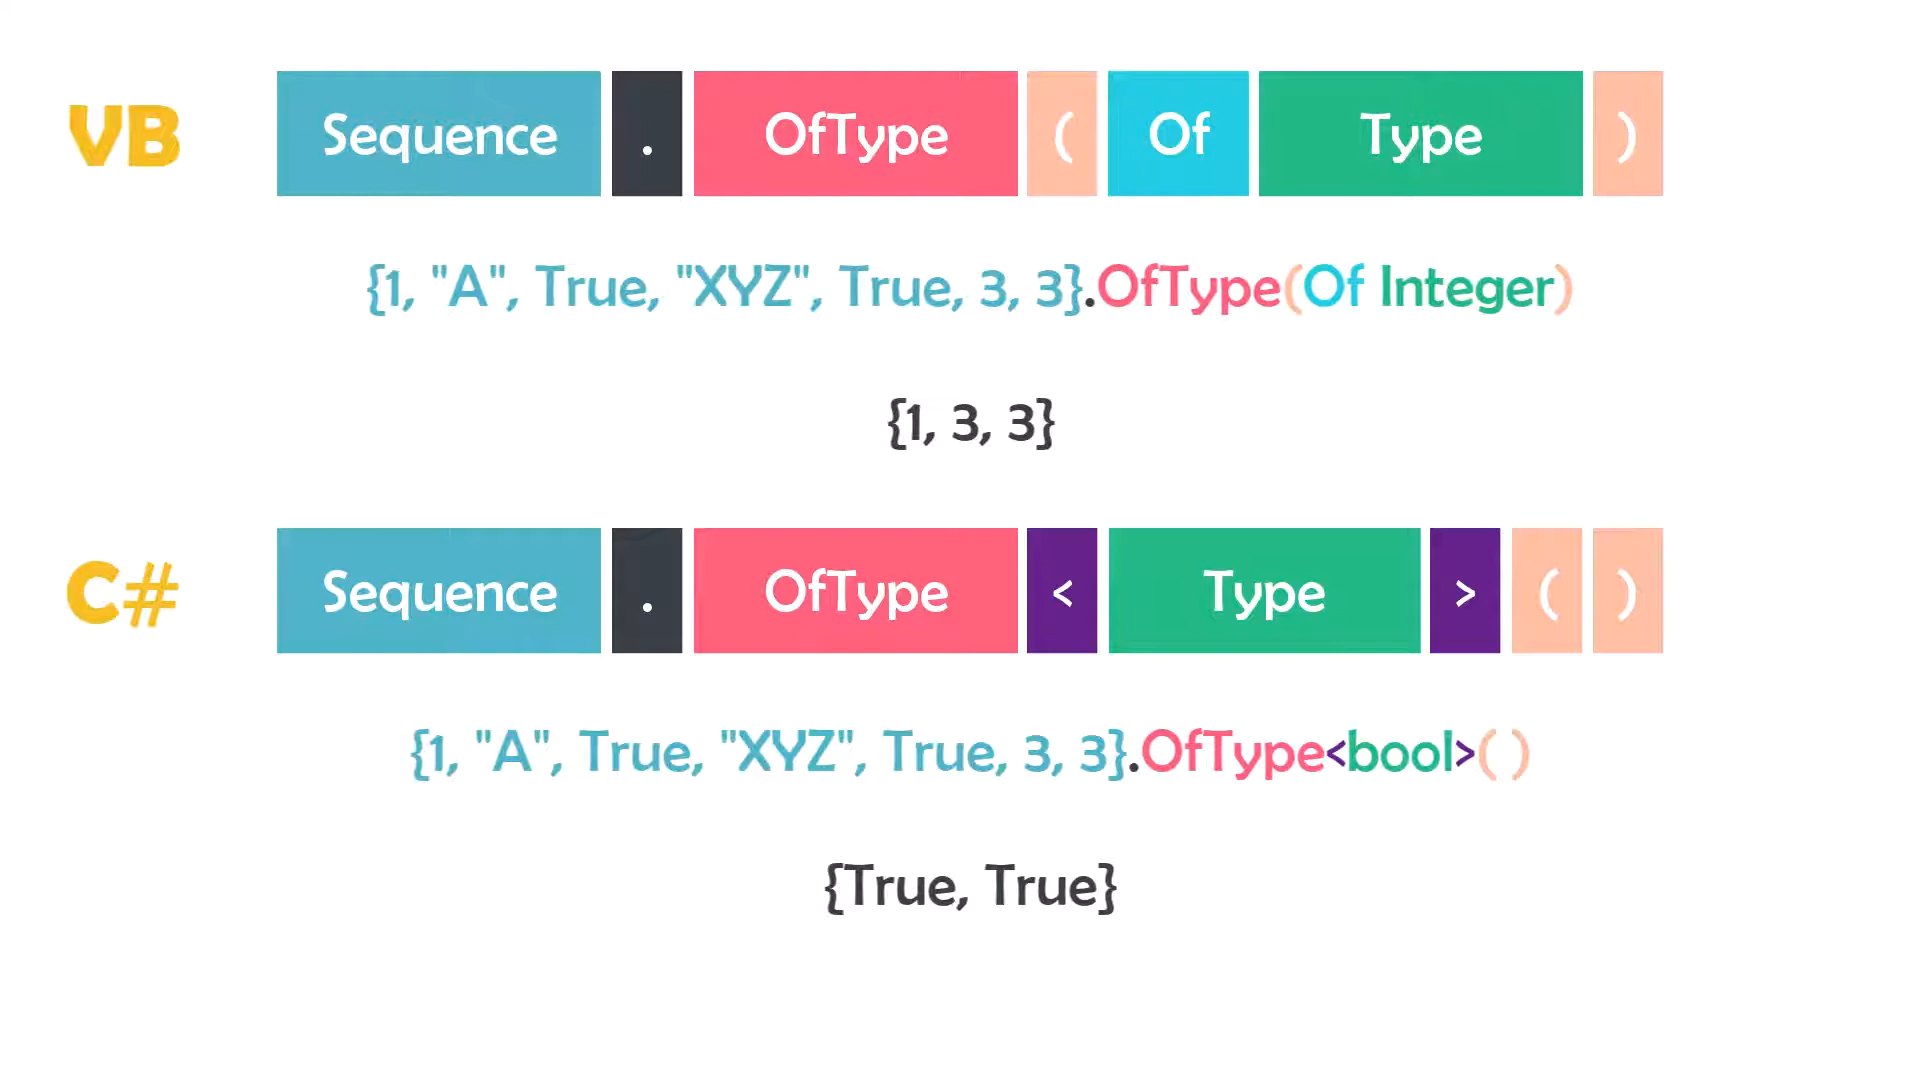 VB Sequence . OfType ( Of Type )
{1, "A", True, "XYZ", True, 3, 3}.OfType(Of Integer)
{1, 3, 3}
C# Sequence . OfType < Type > ( )
{1, "A", True, "XYZ", True, 3, 3}.OfType<bool>( )
{True, True}